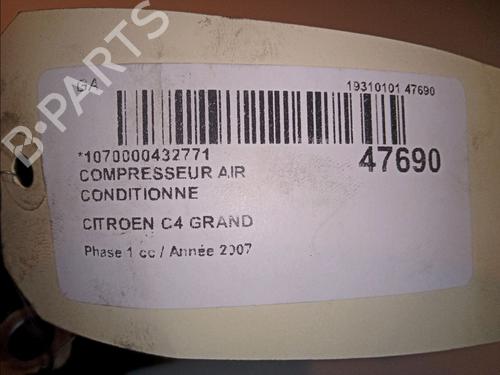 GA
19310101 47690
*1070000432771
47690
COMPRESSEUR AIR
CONDITIONNE
CITROEN C4 GRAND
Phase 1 cc / Année 2007
B-PARTS